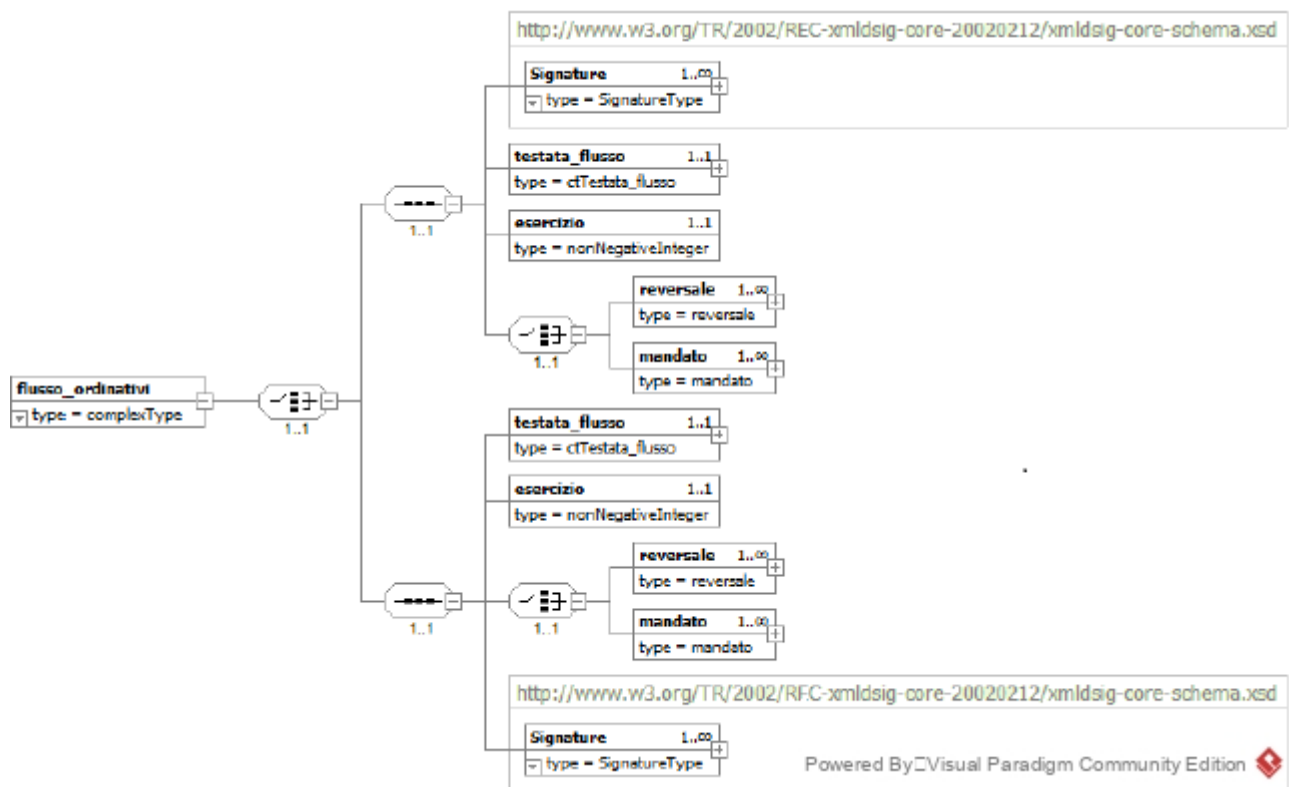 http://www.w3.org/TR/2002/REC-xmldsig-core-20020212/xmldsig-core-schema.xsd
Signature 1..∞
type = SignatureType
testata_flusso 1..1
type = ctTestata_flusso
1..1
esercizio 1..1
type = nonNegativeInteger
reversale 1..∞
type = reversale
1..1
mandato 1..∞
type = mandato
flusso_ordinativi
type = complexType
1..1
testata_flusso 1..1
type = ctTestata_flusso
esercizio 1..1
type = nonNegativeInteger
reversale 1..∞
type = reversale
1..1
1..1
mandato 1..∞
type = mandato
http://www.w3.org/TR/2002/REC-xmldsig-core-20020212/xmldsig-core-schema.xsd
Signature 1..∞
type = SignatureType
Powered By□Visual Paradigm Community Edition